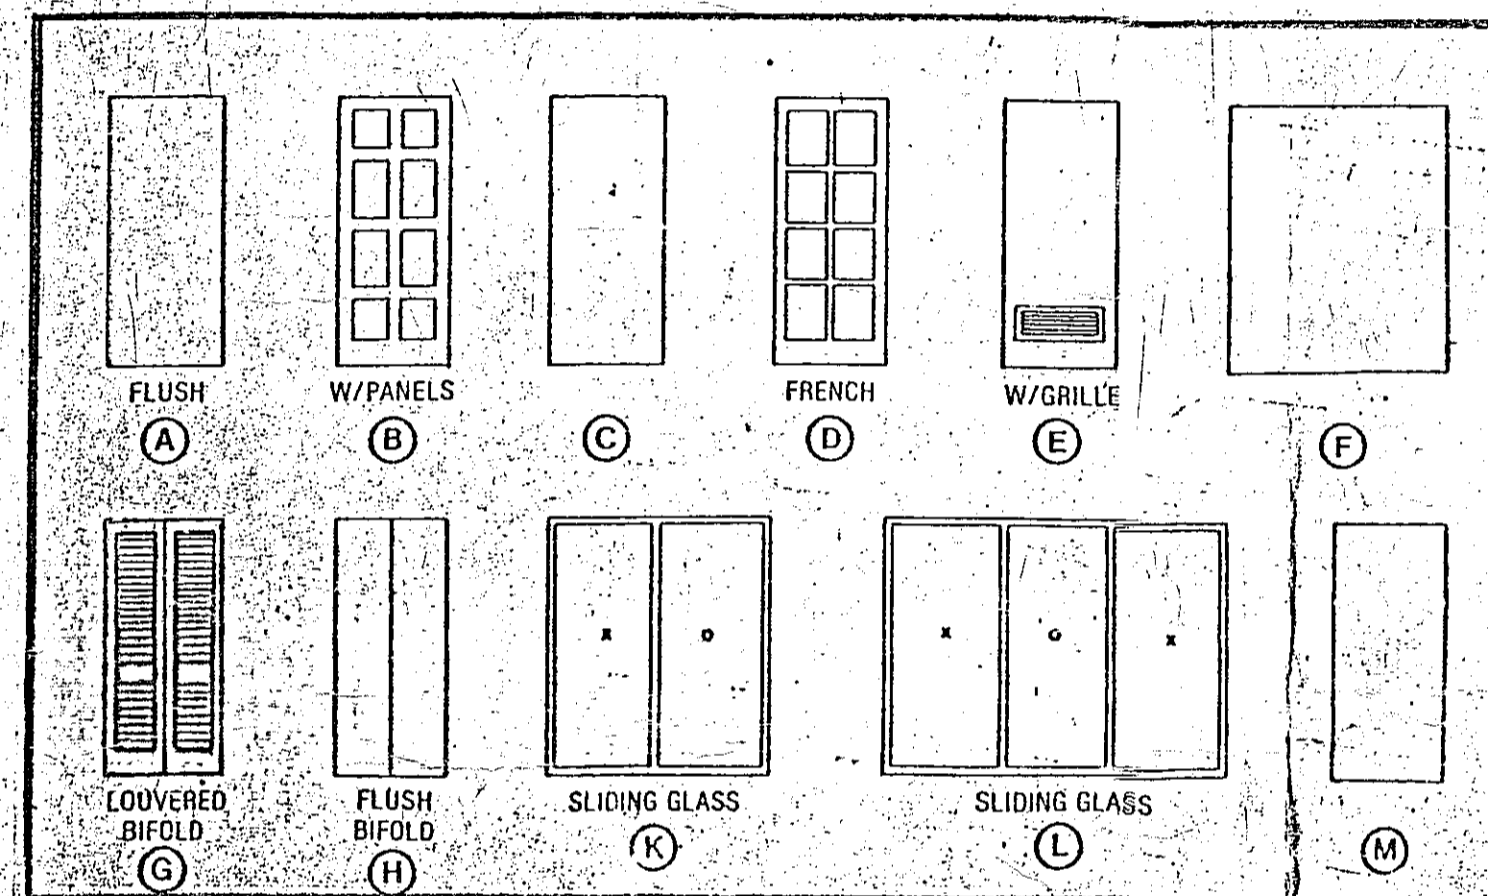 FLUSH
W/PANELS
FRENCH
W/GRILLE
A
B
C
D
E
F
x
o
x
o
x
LOUVERED
BIFOLD
FLUSH
BIFOLD
SLIDING GLASS
SLIDING GLASS
G
H
K
L
M